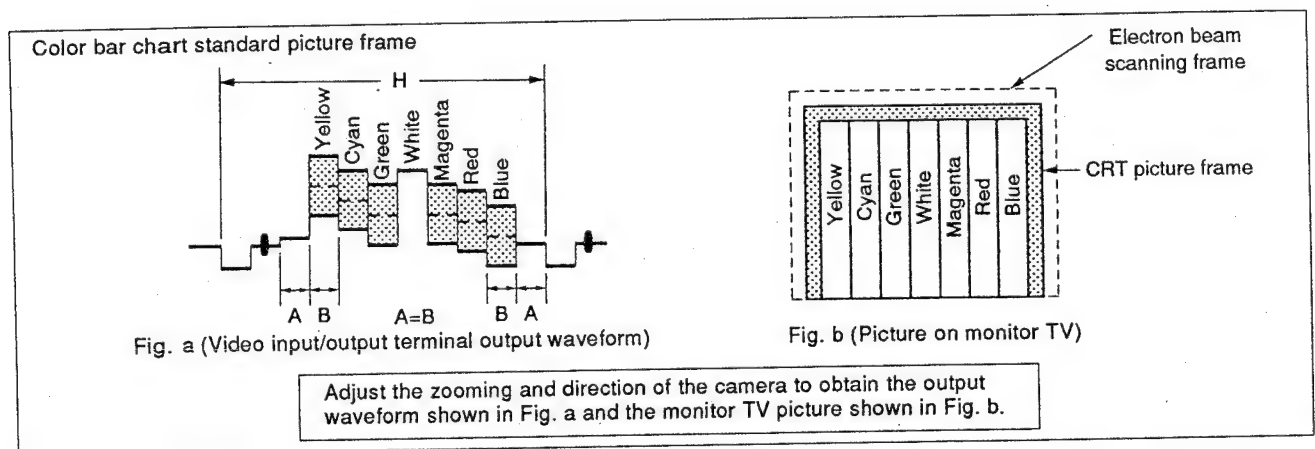 Color bar chart standard picture frame
H
Yellow
Cyan
Green
White
Magenta
Red
Blue
A B A=B B A
Fig. a (Video input/output terminal output waveform)
Electron beam
scanning frame
CRT picture frame
Yellow
Cyan
Green
White
Magenta
Red
Blue
Fig. b (Picture on monitor TV)
Adjust the zooming and direction of the camera to obtain the output
waveform shown in Fig. a and the monitor TV picture shown in Fig. b.